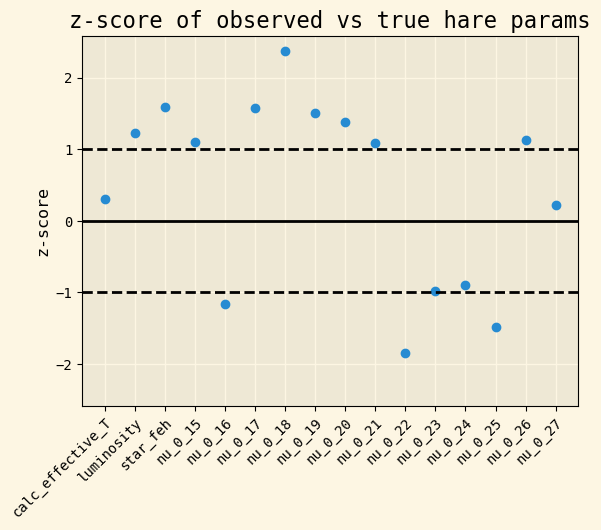 z-score of observed vs true hare params
z-score
2
1
0
−1
−2
calc_effective_T
luminosity
star_feh
nu_0_15
nu_0_16
nu_0_17
nu_0_18
nu_0_19
nu_0_20
nu_0_21
nu_0_22
nu_0_23
nu_0_24
nu_0_25
nu_0_26
nu_0_27